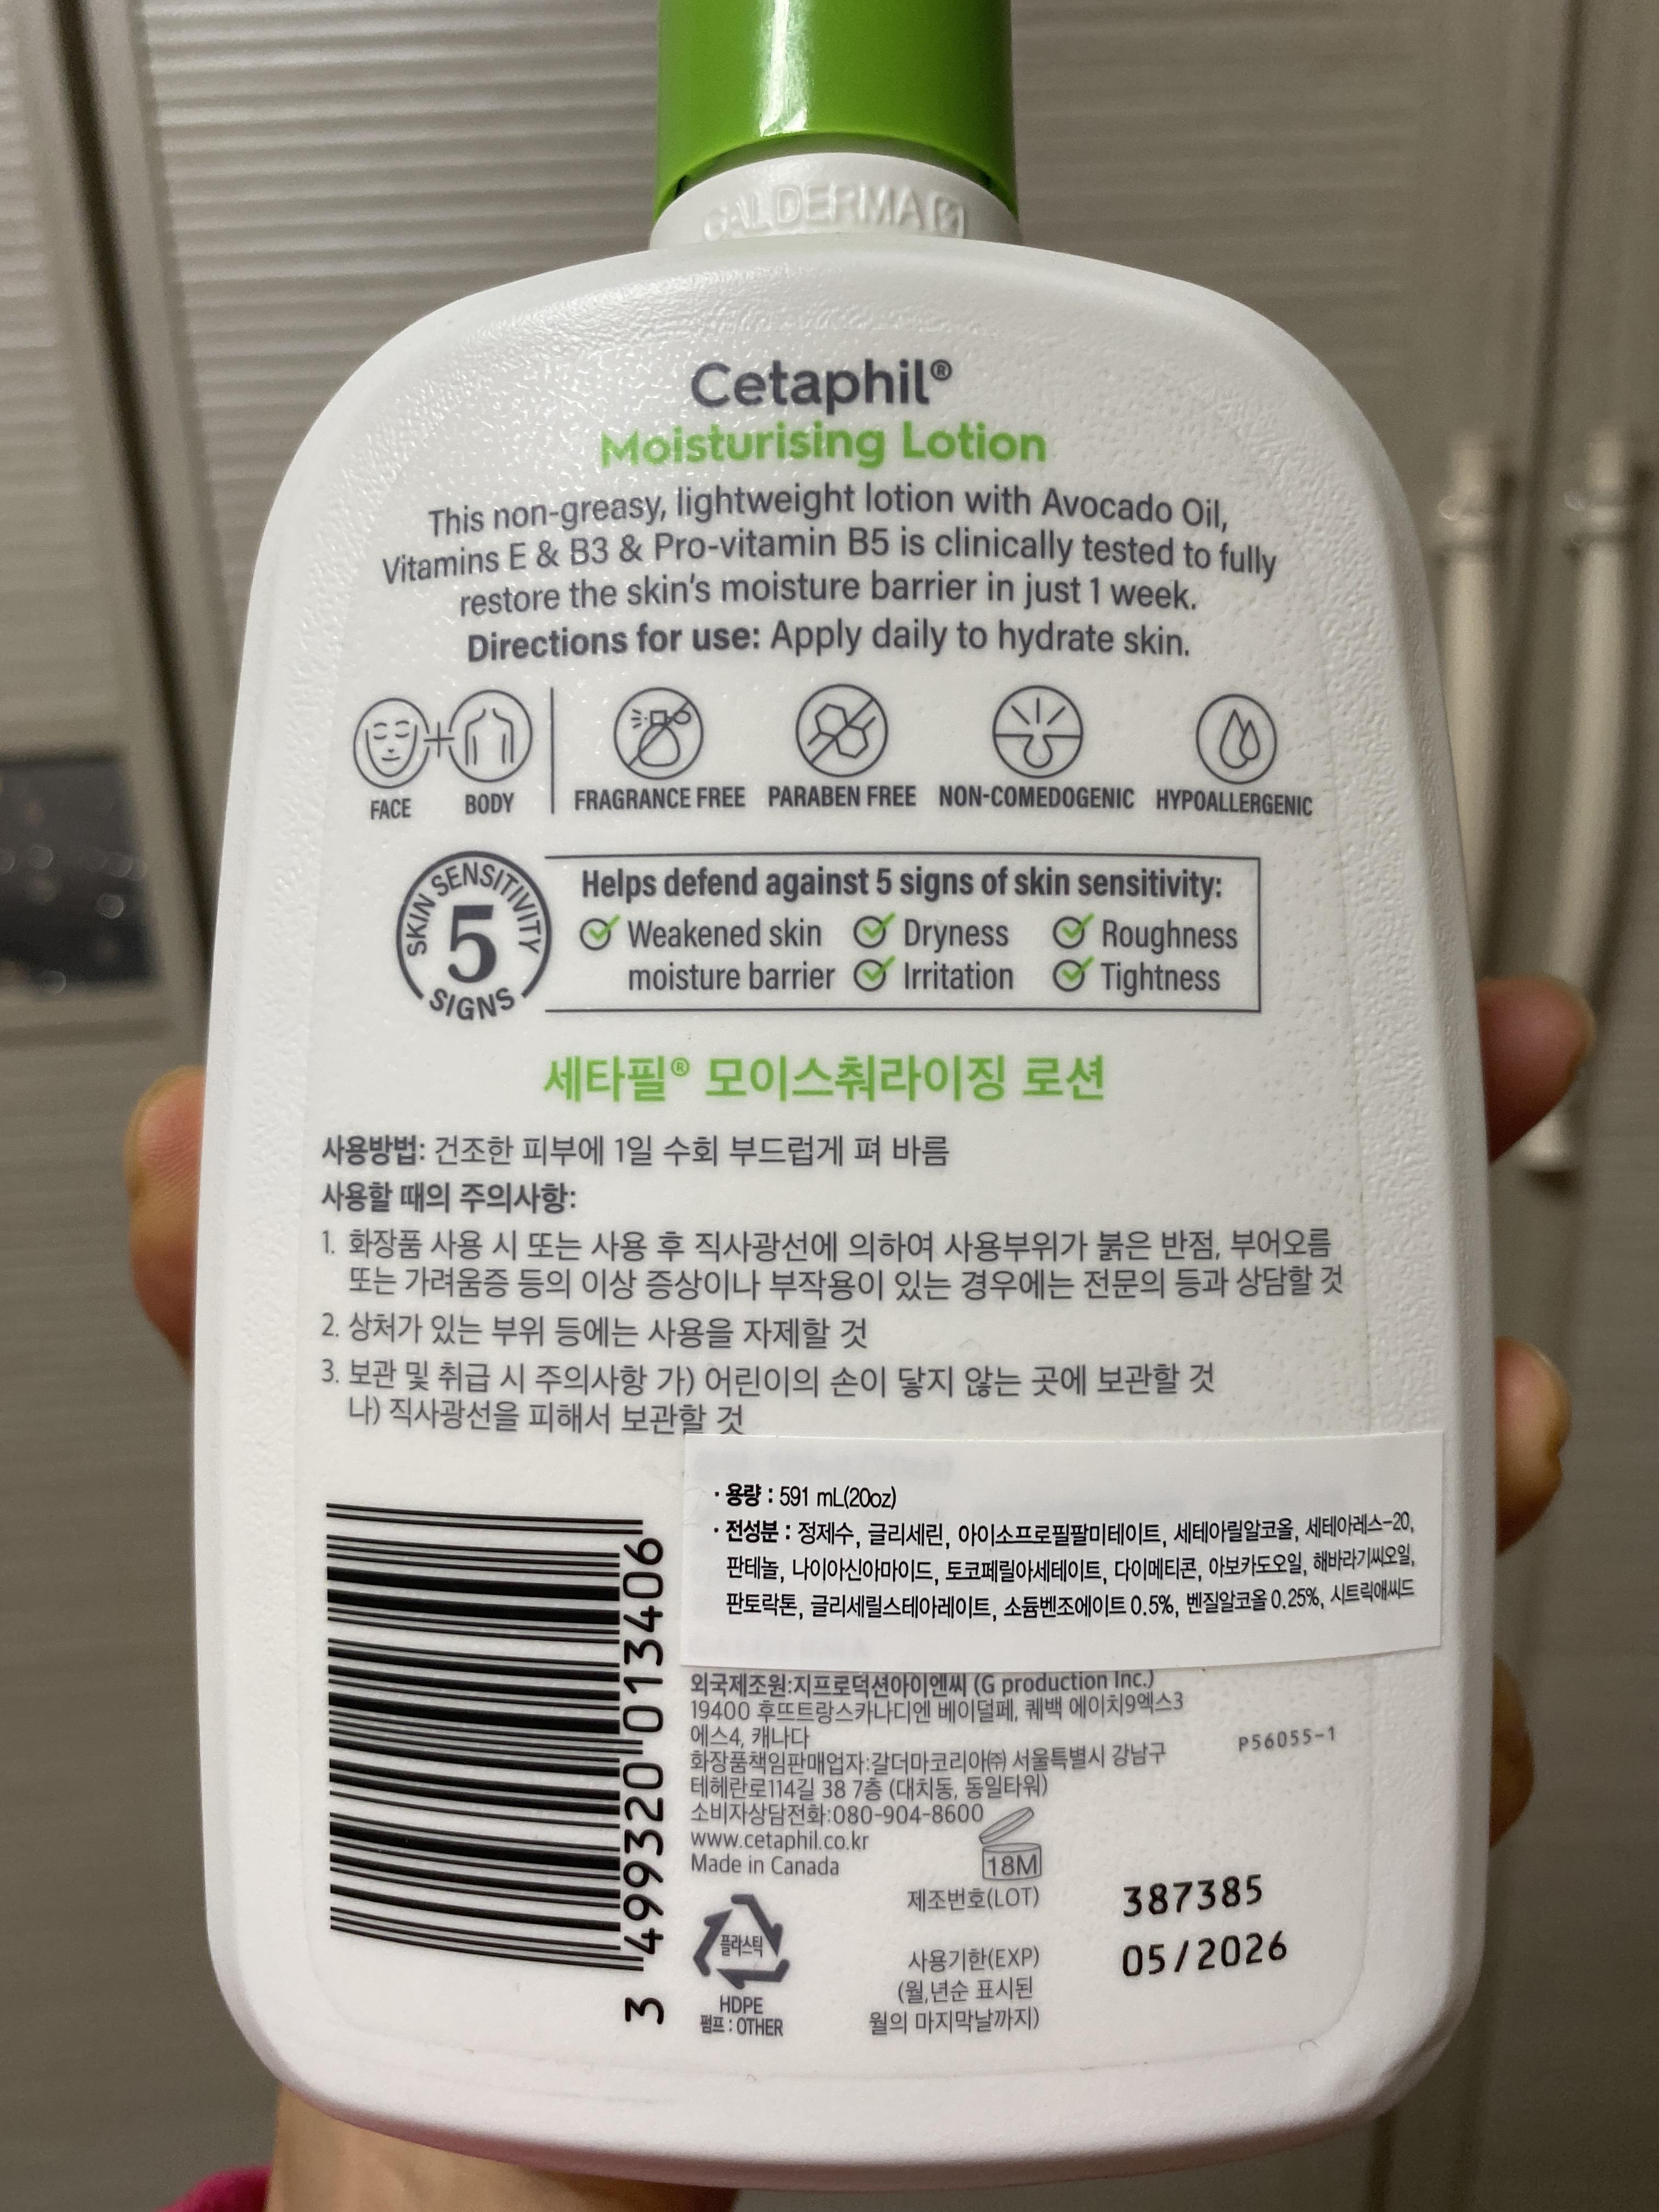 GALDERMA
Cetaphil®
Moisturising Lotion
This non-greasy, lightweight lotion with Avocado Oil,
Vitamins E & B3 & Pro-vitamin B5 is clinically tested to fully
restore the skin's moisture barrier in just 1 week.
Directions for use: Apply daily to hydrate skin.
FACE BODY FRAGRANCE FREE PARABEN FREE NON-COMEDOGENIC HYPOALLERGENIC
SKIN SENSITIVITY
5
SIGNS
Helps defend against 5 signs of skin sensitivity:
Weakened skin Dryness Roughness
moisture barrier Irritation Tightness
세타필® 모이스춰라이징 로션
사용방법: 건조한 피부에 1일 수회 부드럽게 펴 바름
사용할 때의 주의사항:
1. 화장품 사용 시 또는 사용 후 직사광선에 의하여 사용부위가 붉은 반점, 부어오름
또는 가려움증 등의 이상 증상이나 부작용이 있는 경우에는 전문의 등과 상담할 것
2. 상처가 있는 부위 등에는 사용을 자제할 것
3. 보관 및 취급 시 주의사항 가) 어린이의 손이 닿지 않는 곳에 보관할 것
나) 직사광선을 피해서 보관할 것
· 용량 : 591 mL(20oz)
· 전성분 : 정제수, 글리세린, 아이소프로필팔미테이트, 세테아릴알코올, 세테아레스-20,
판테놀, 나이아신아마이드, 토코페릴아세테이트, 다이메티콘, 아보카도오일, 해바라기씨오일,
판토락톤, 글리세릴스테아레이트, 소듐벤조에이트 0.5%, 벤질알코올 0.25%, 시트릭애씨드
3 499320 013406
외국제조원:지프로덕션아이엔씨 (G production Inc.)
19400 후뜨트랑스카나디엔 베이덜페, 퀘백 에이치9엑스3
에스4, 캐나다
P56055-1
화장품책임판매업자:갈더마코리아㈜ 서울특별시 강남구
테헤란로114길 38 7층 (대치동, 동일타워)
소비자상담전화:080-904-8600
www.cetaphil.co.kr
Made in Canada
18M
제조번호(LOT) 387385
사용기한(EXP) 05/2026
(월,년순 표시된
월의 마지막날까지)
플라스틱
HDPE
펌프 : OTHER